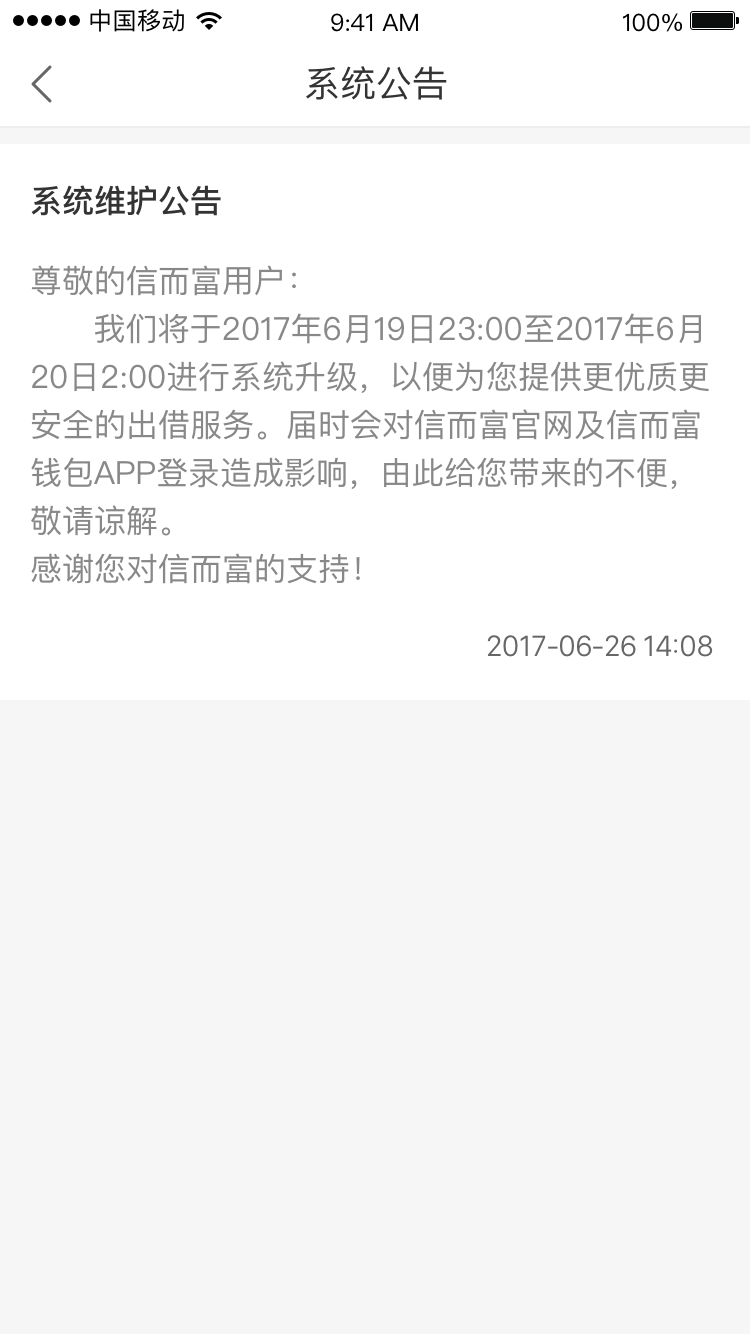 中国移动 9:41 AM 100%
系统公告
系统维护公告
尊敬的信而富用户：
我们将于2017年6月19日23:00至2017年6月
20日2:00进行系统升级，以便为您提供更优质更
安全的出借服务。届时会对信而富官网及信而富
钱包APP登录造成影响，由此给您带来的不便，
敬请谅解。
感谢您对信而富的支持！
2017-06-26 14:08